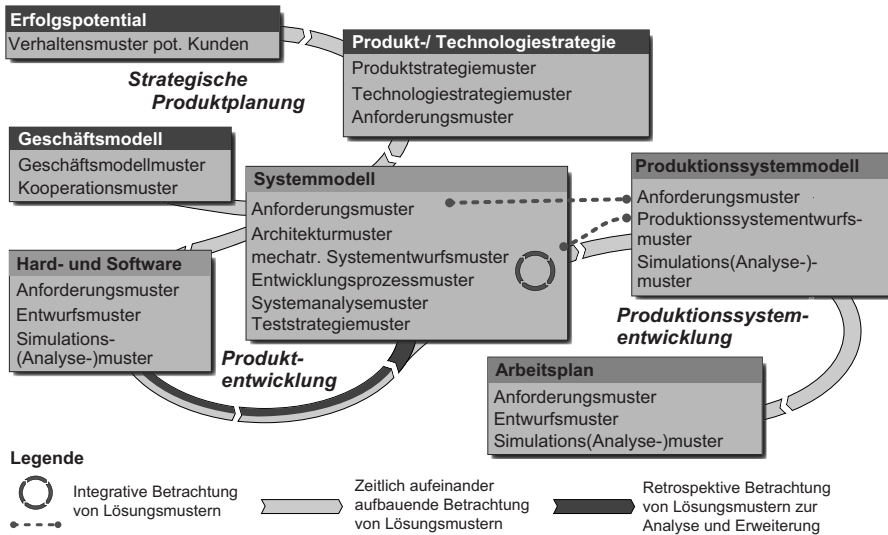 Erfolgspotential
Verhaltensmuster pot. Kunden
Strategische
Produktplanung
Produkt-/ Technologiestrategie
Produktstrategiemuster
Technologiestrategiemuster
Anforderungsmuster
Geschäftsmodell
Geschäftsmodellmuster
Kooperationsmuster
Systemmodell
Anforderungsmuster
Architekturmuster
mechatr. Systementwurfsmuster
Entwicklungsprozessmuster
Systemanalysemuster
Teststrategiemuster
Produktionssystemmodell
Anforderungsmuster
Produktionssystementwurfs-
muster
Simulations(Analyse-)-
muster
Hard- und Software
Anforderungsmuster
Entwurfsmuster
Simulations-
(Analyse-)muster
Produkt-
entwicklung
Produktionssystem-
entwicklung
Arbeitsplan
Anforderungsmuster
Entwurfsmuster
Simulations(Analyse-)muster
Legende
Integrative Betrachtung
von Lösungsmustern
Zeitlich aufeinander
aufbauende Betrachtung
von Lösungsmustern
Retrospektive Betrachtung
von Lösungsmustern zur
Analyse und Erweiterung